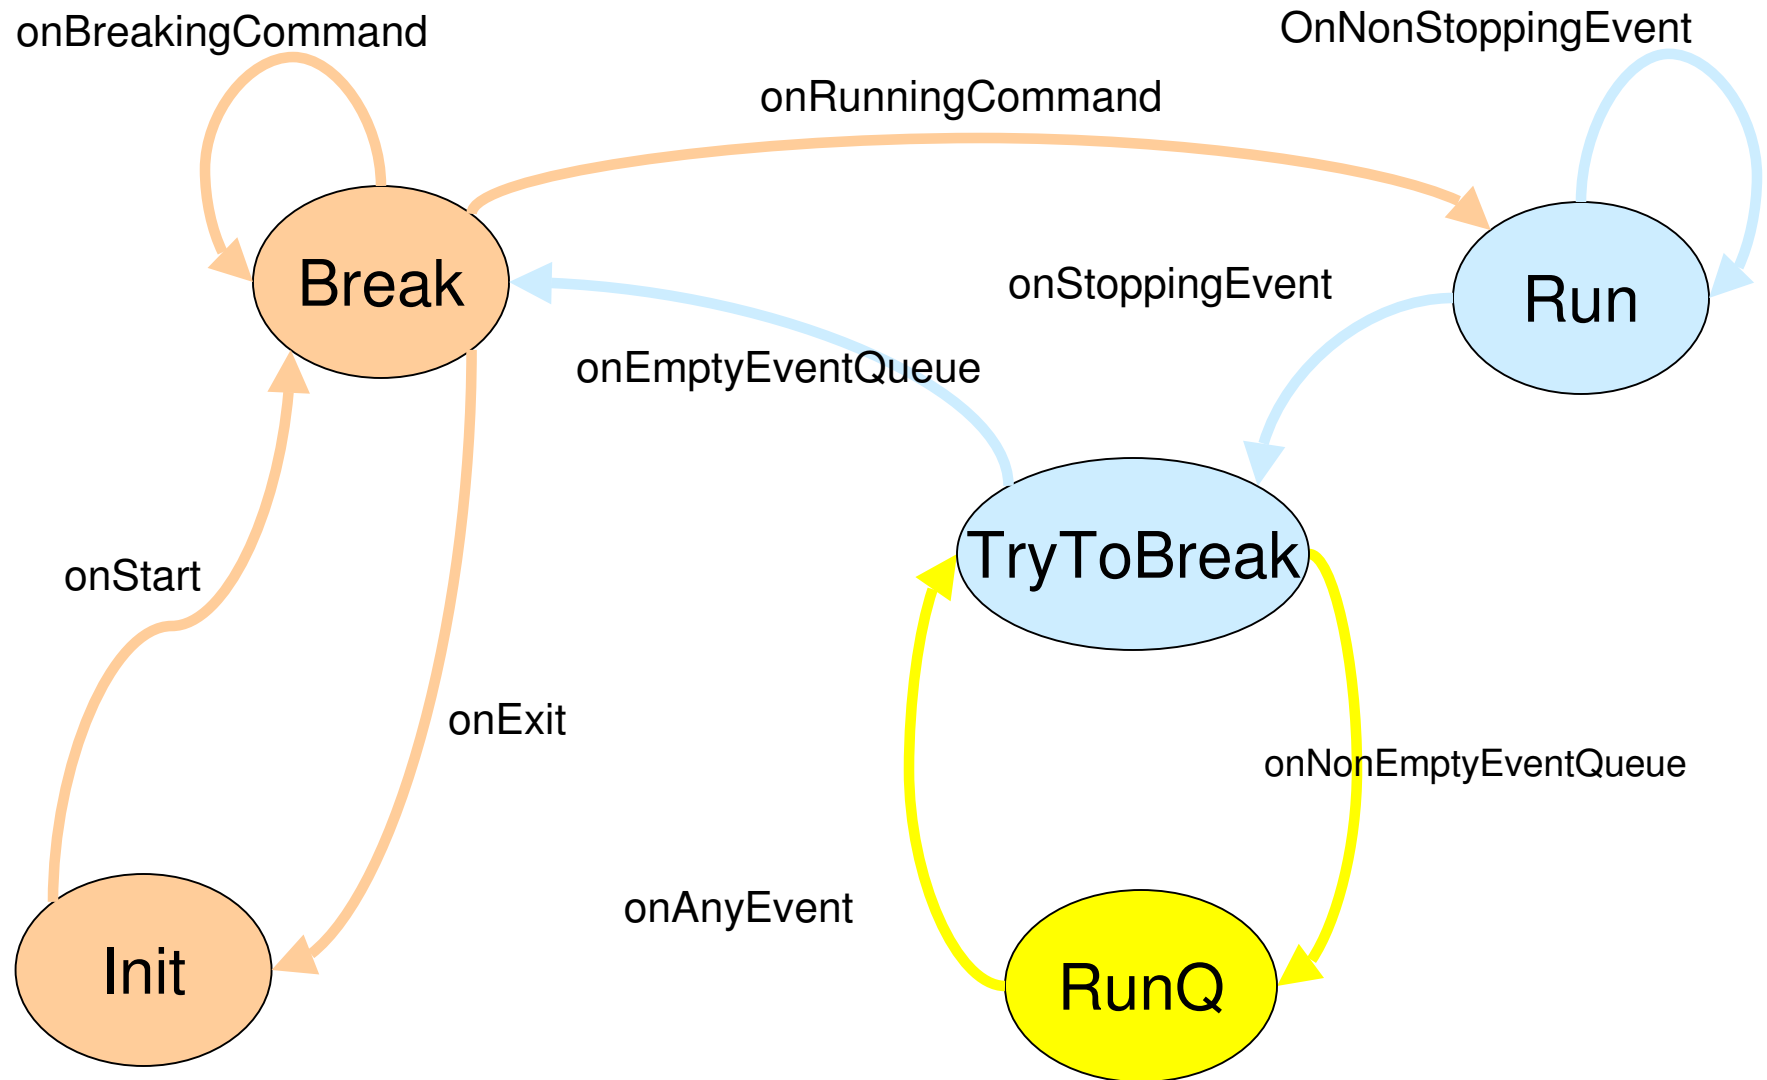 onBreakingCommand
OnNonStoppingEvent
onRunningCommand
Break
onStoppingEvent
Run
onEmptyEventQueue
TryToBreak
onStart
onExit
onNonEmptyEventQueue
onAnyEvent
Init
RunQ